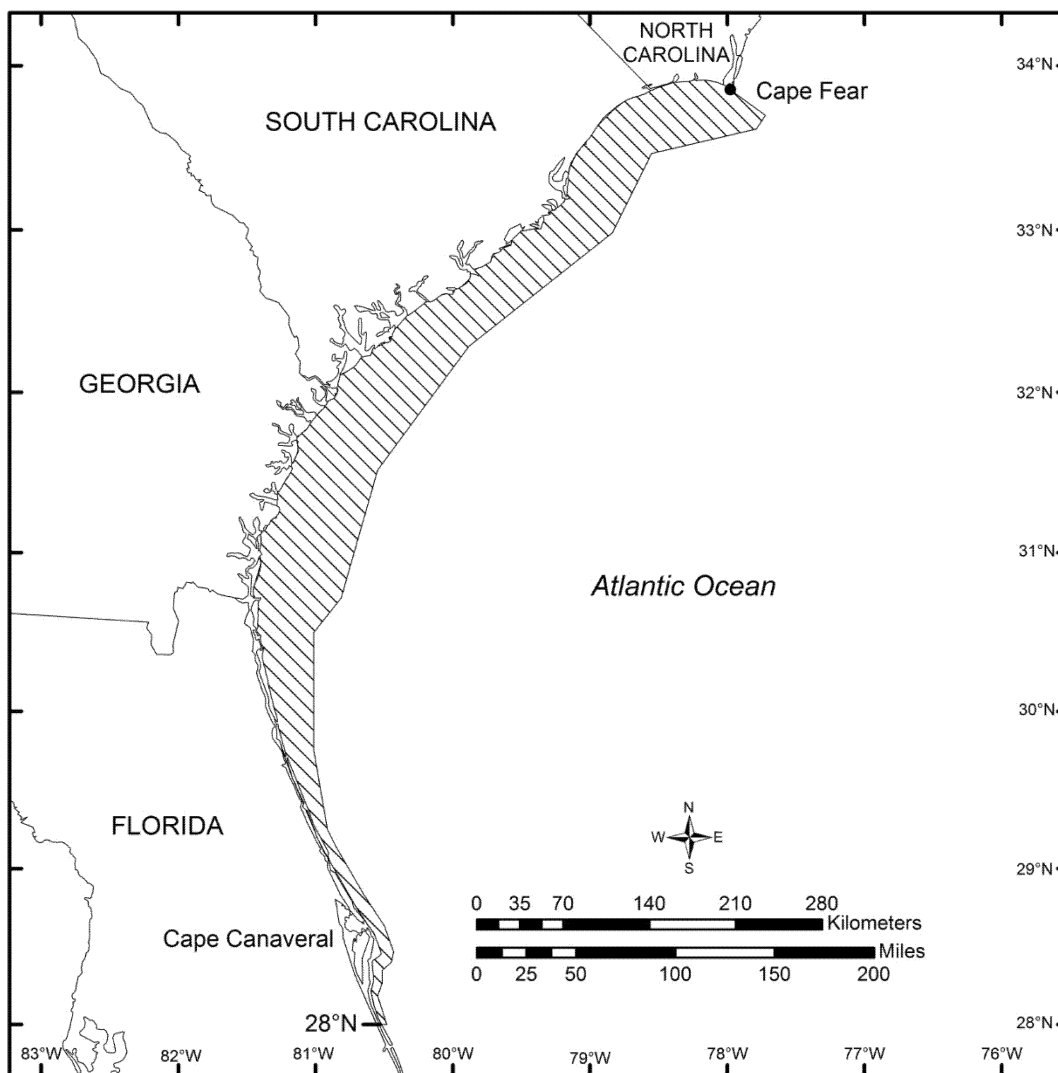 NORTH
CAROLINA
34°N
Cape Fear
SOUTH CAROLINA
33°N
GEORGIA
32°N
31°N
Atlantic Ocean
30°N
FLORIDA
N
W E
S
29°N
0 35 70 140 210 280
Kilometers
Cape Canaveral
Miles
0 25 50 100 150 200
28°N
28°N
83°W 82°W 81°W 80°W 79°W 78°W 77°W 76°W